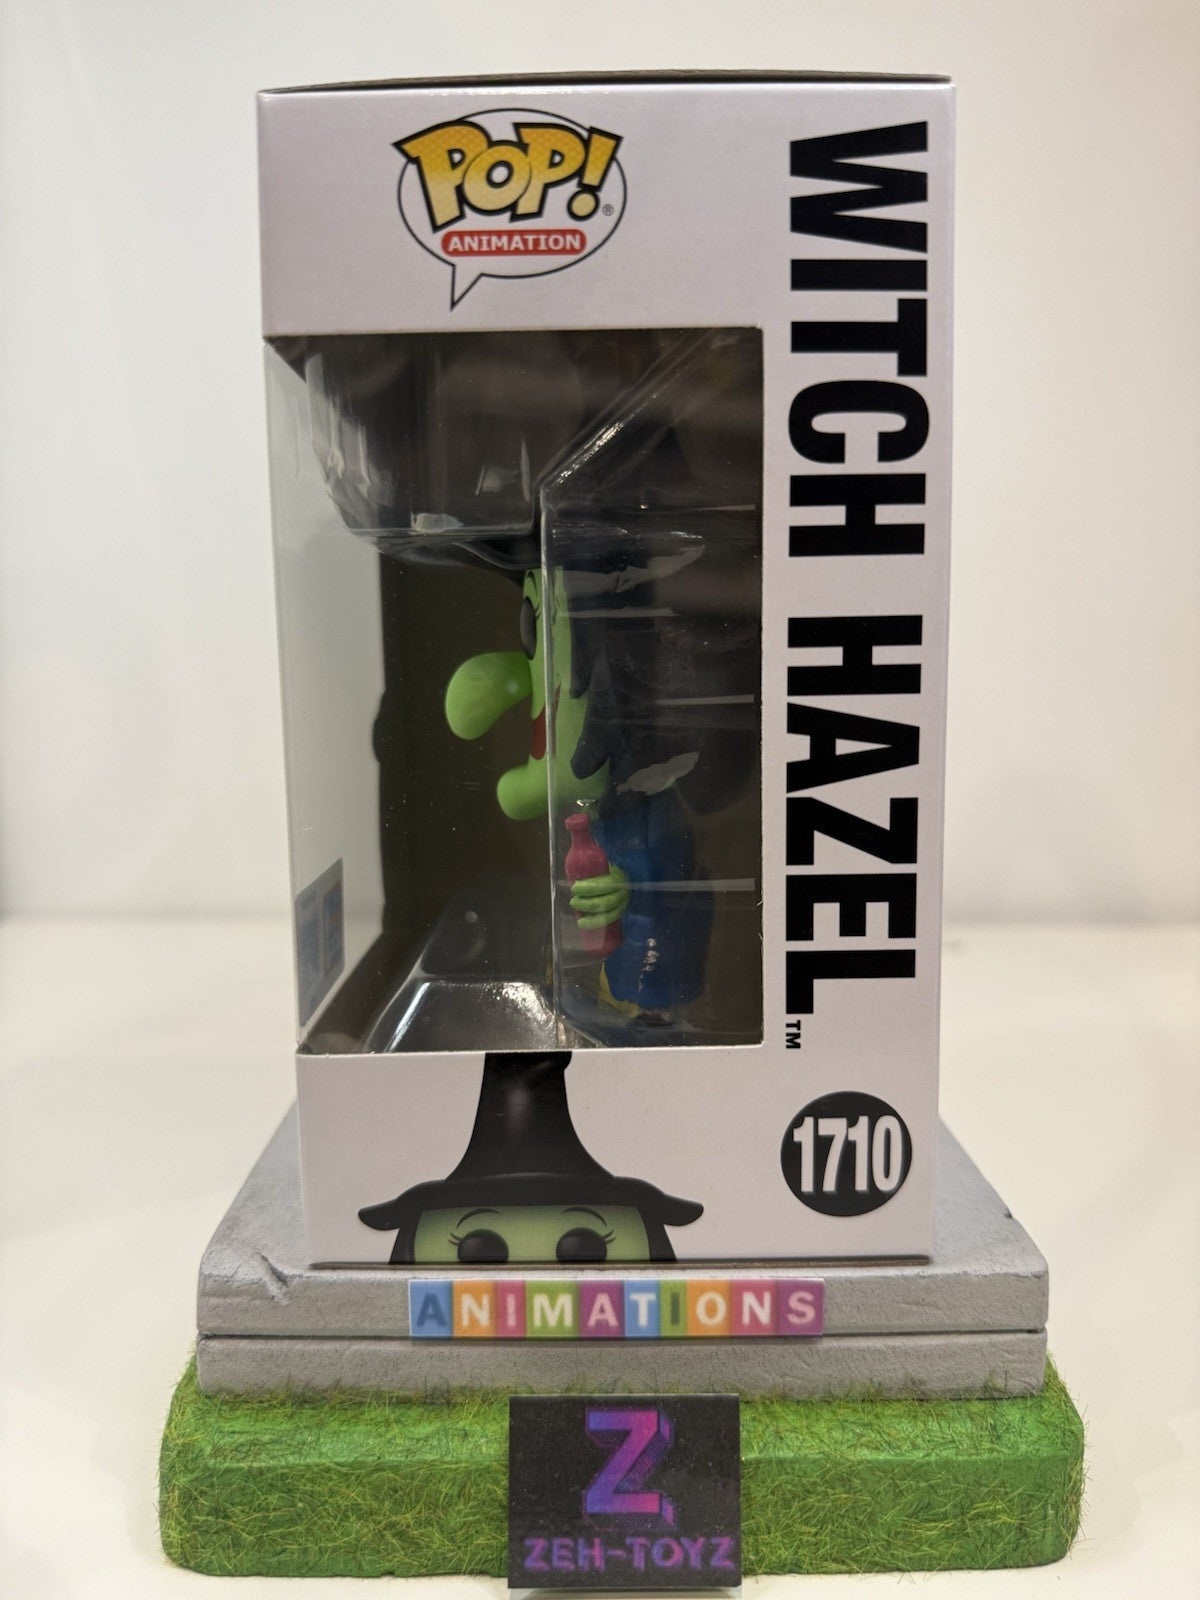 POP!®
ANIMATION
WITCH HAZEL™
1710
ANIMATIONS
Z
ZEH-TOYZ